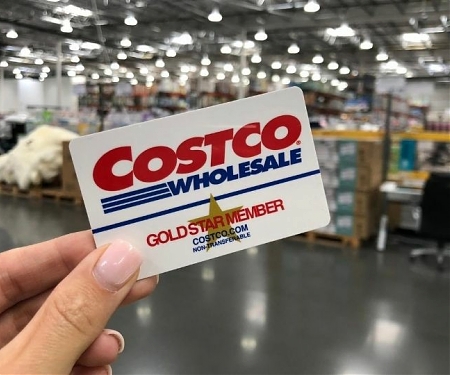 COSTCO
WHOLESALE
GOLD STAR MEMBER
COSTCO.COM
NON-TRANSFERABLE